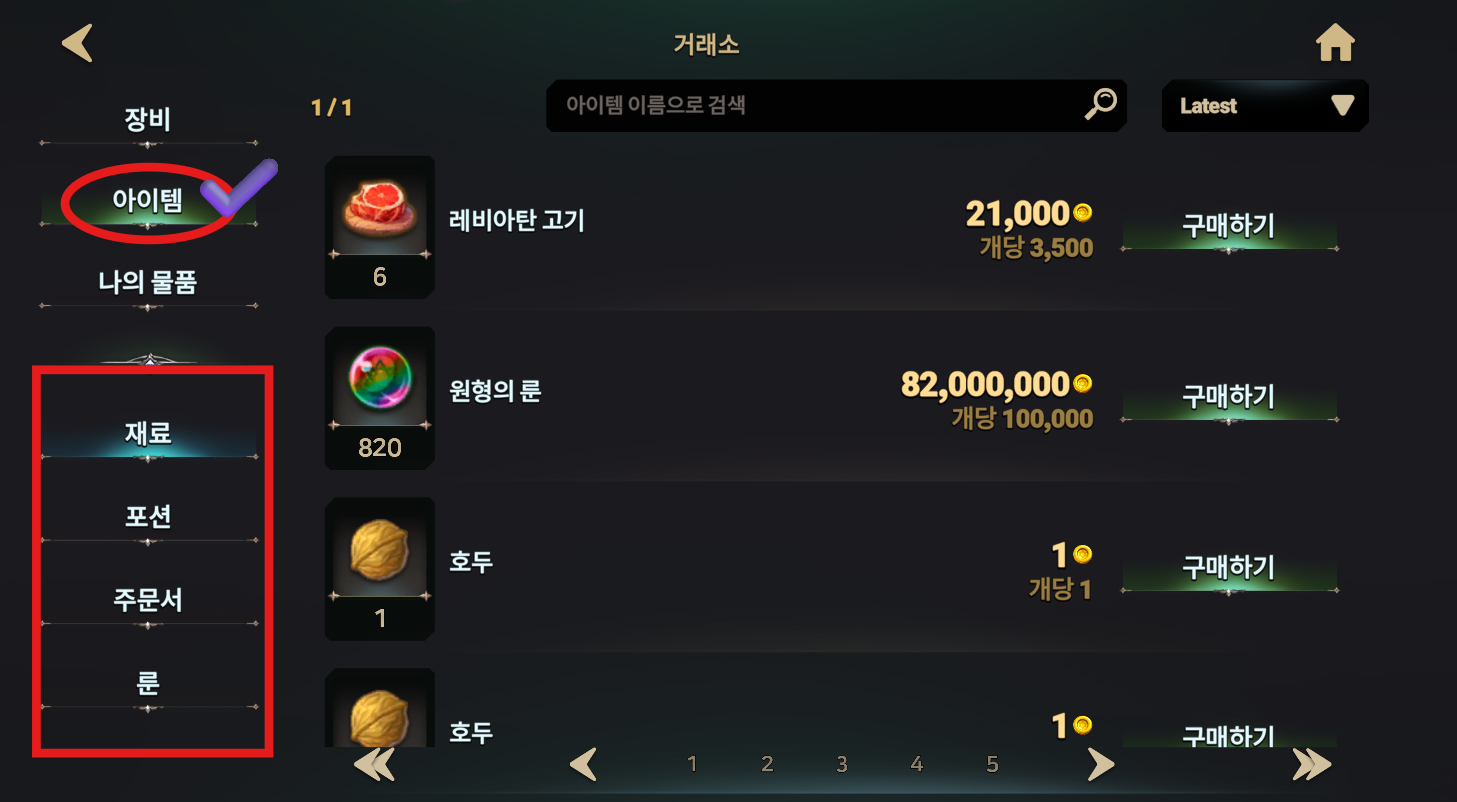 거래소
장비
아이템
나의 물품
재료
포션
주문서
룬
1/1
아이템 이름으로 검색
Latest
레비아탄 고기
6
21,000
개당 3,500
구매하기
원형의 룬
820
82,000,000
개당 100,000
구매하기
호두
1
1
개당 1
구매하기
호두
1
구매하기
1 2 3 4 5